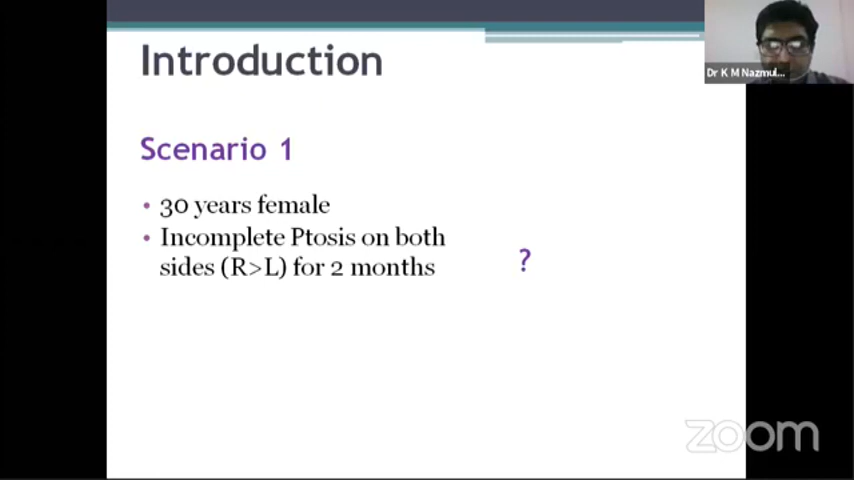 Introduction
Dr K M Nazmul...
Scenario 1
• 30 years female
• Incomplete Ptosis on both
sides (R>L) for 2 months
?
zoom